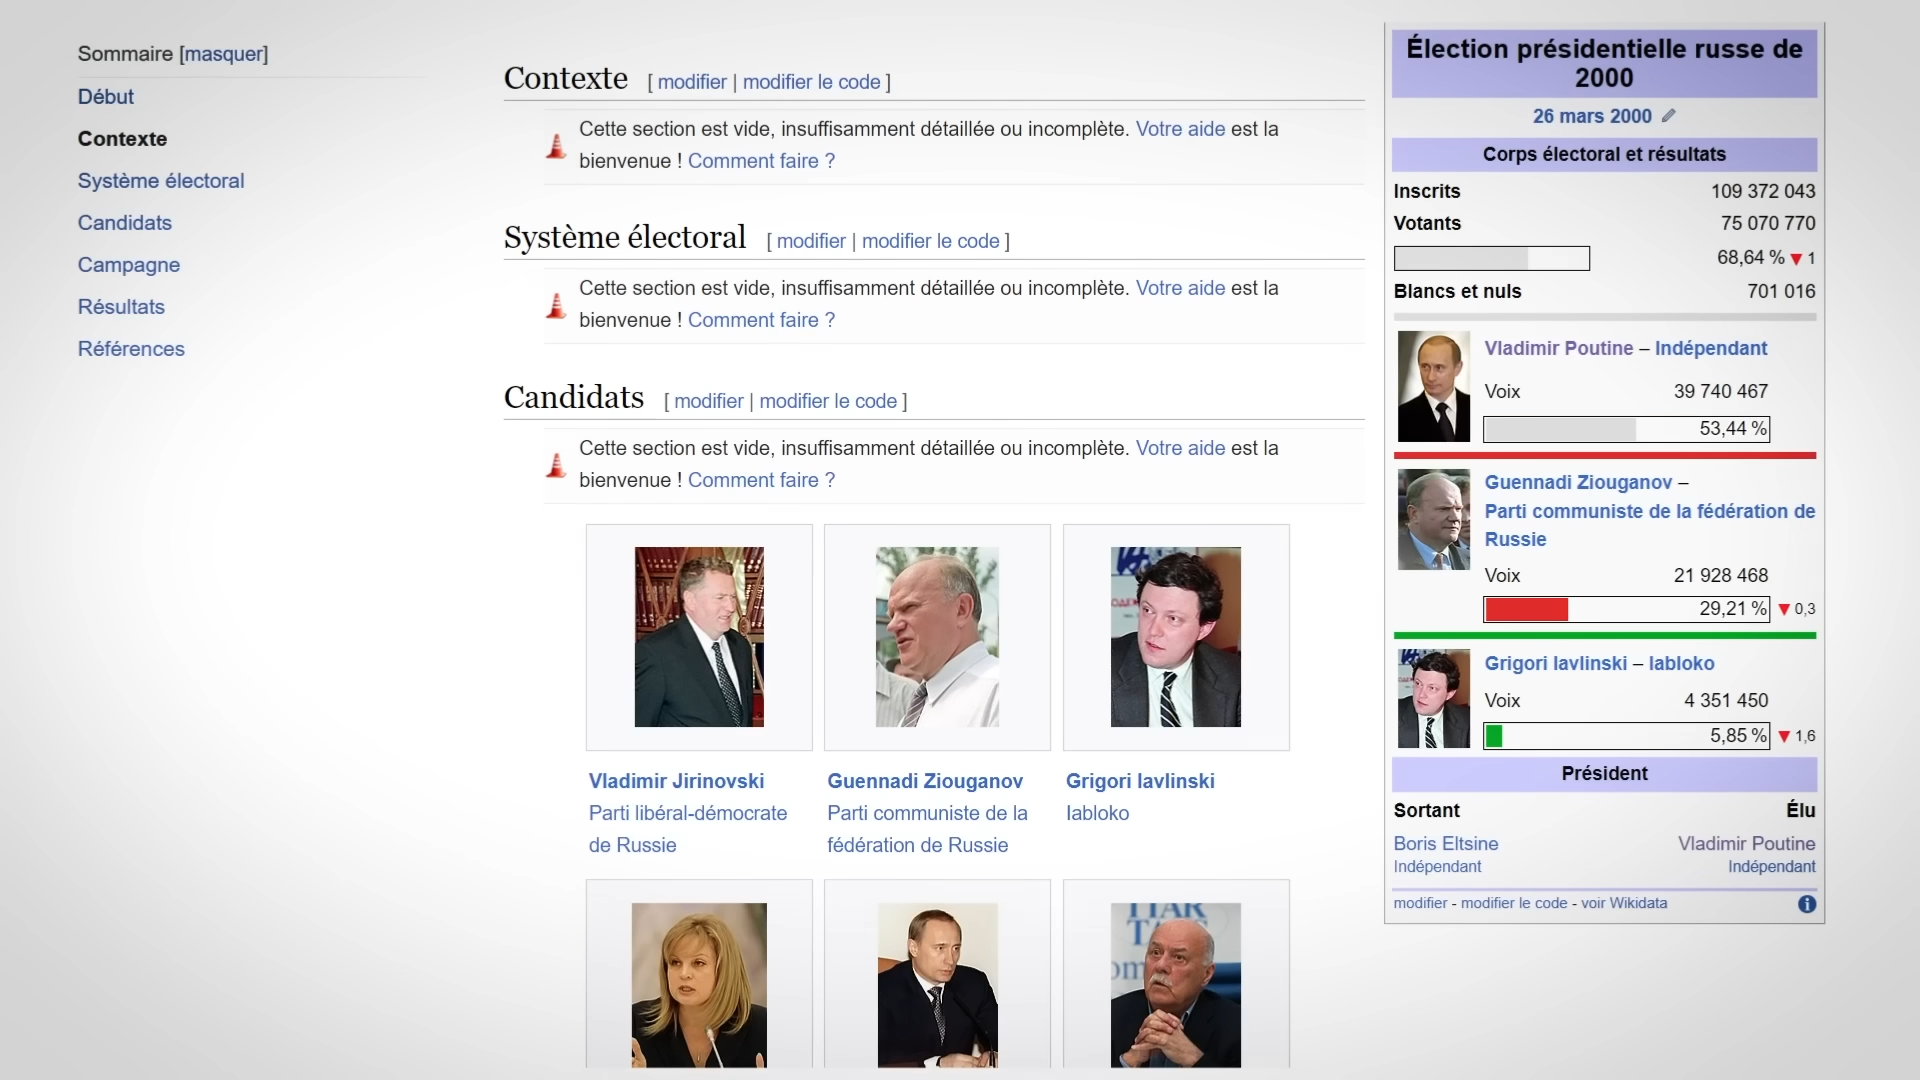 Sommaire [masquer]
Début
Contexte
Système électoral
Candidats
Campagne
Résultats
Références
Contexte [ modifier | modifier le code ]
Cette section est vide, insuffisamment détaillée ou incomplète. Votre aide est la
bienvenue ! Comment faire ?
Système électoral [ modifier | modifier le code ]
Cette section est vide, insuffisamment détaillée ou incomplète. Votre aide est la
bienvenue ! Comment faire ?
Candidats [ modifier | modifier le code ]
Cette section est vide, insuffisamment détaillée ou incomplète. Votre aide est la
bienvenue ! Comment faire ?
Vladimir Jirinovski
Parti libéral-démocrate
de Russie
Guennadi Ziouganov
Parti communiste de la
fédération de Russie
Grigori Iavlinski
Iabloko
Élection présidentielle russe de
2000
26 mars 2000
Corps électoral et résultats
Inscrits 109 372 043
Votants 75 070 770
68,64 % ▼ 1
Blancs et nuls 701 016
Vladimir Poutine – Indépendant
Voix 39 740 467
53,44 %
Guennadi Ziouganov –
Parti communiste de la fédération de
Russie
Voix 21 928 468
29,21 % ▼ 0,3
Grigori Iavlinski – Iabloko
Voix 4 351 450
5,85 % ▼ 1,6
Président
Sortant Élu
Boris Eltsine Vladimir Poutine
Indépendant Indépendant
modifier - modifier le code - voir Wikidata